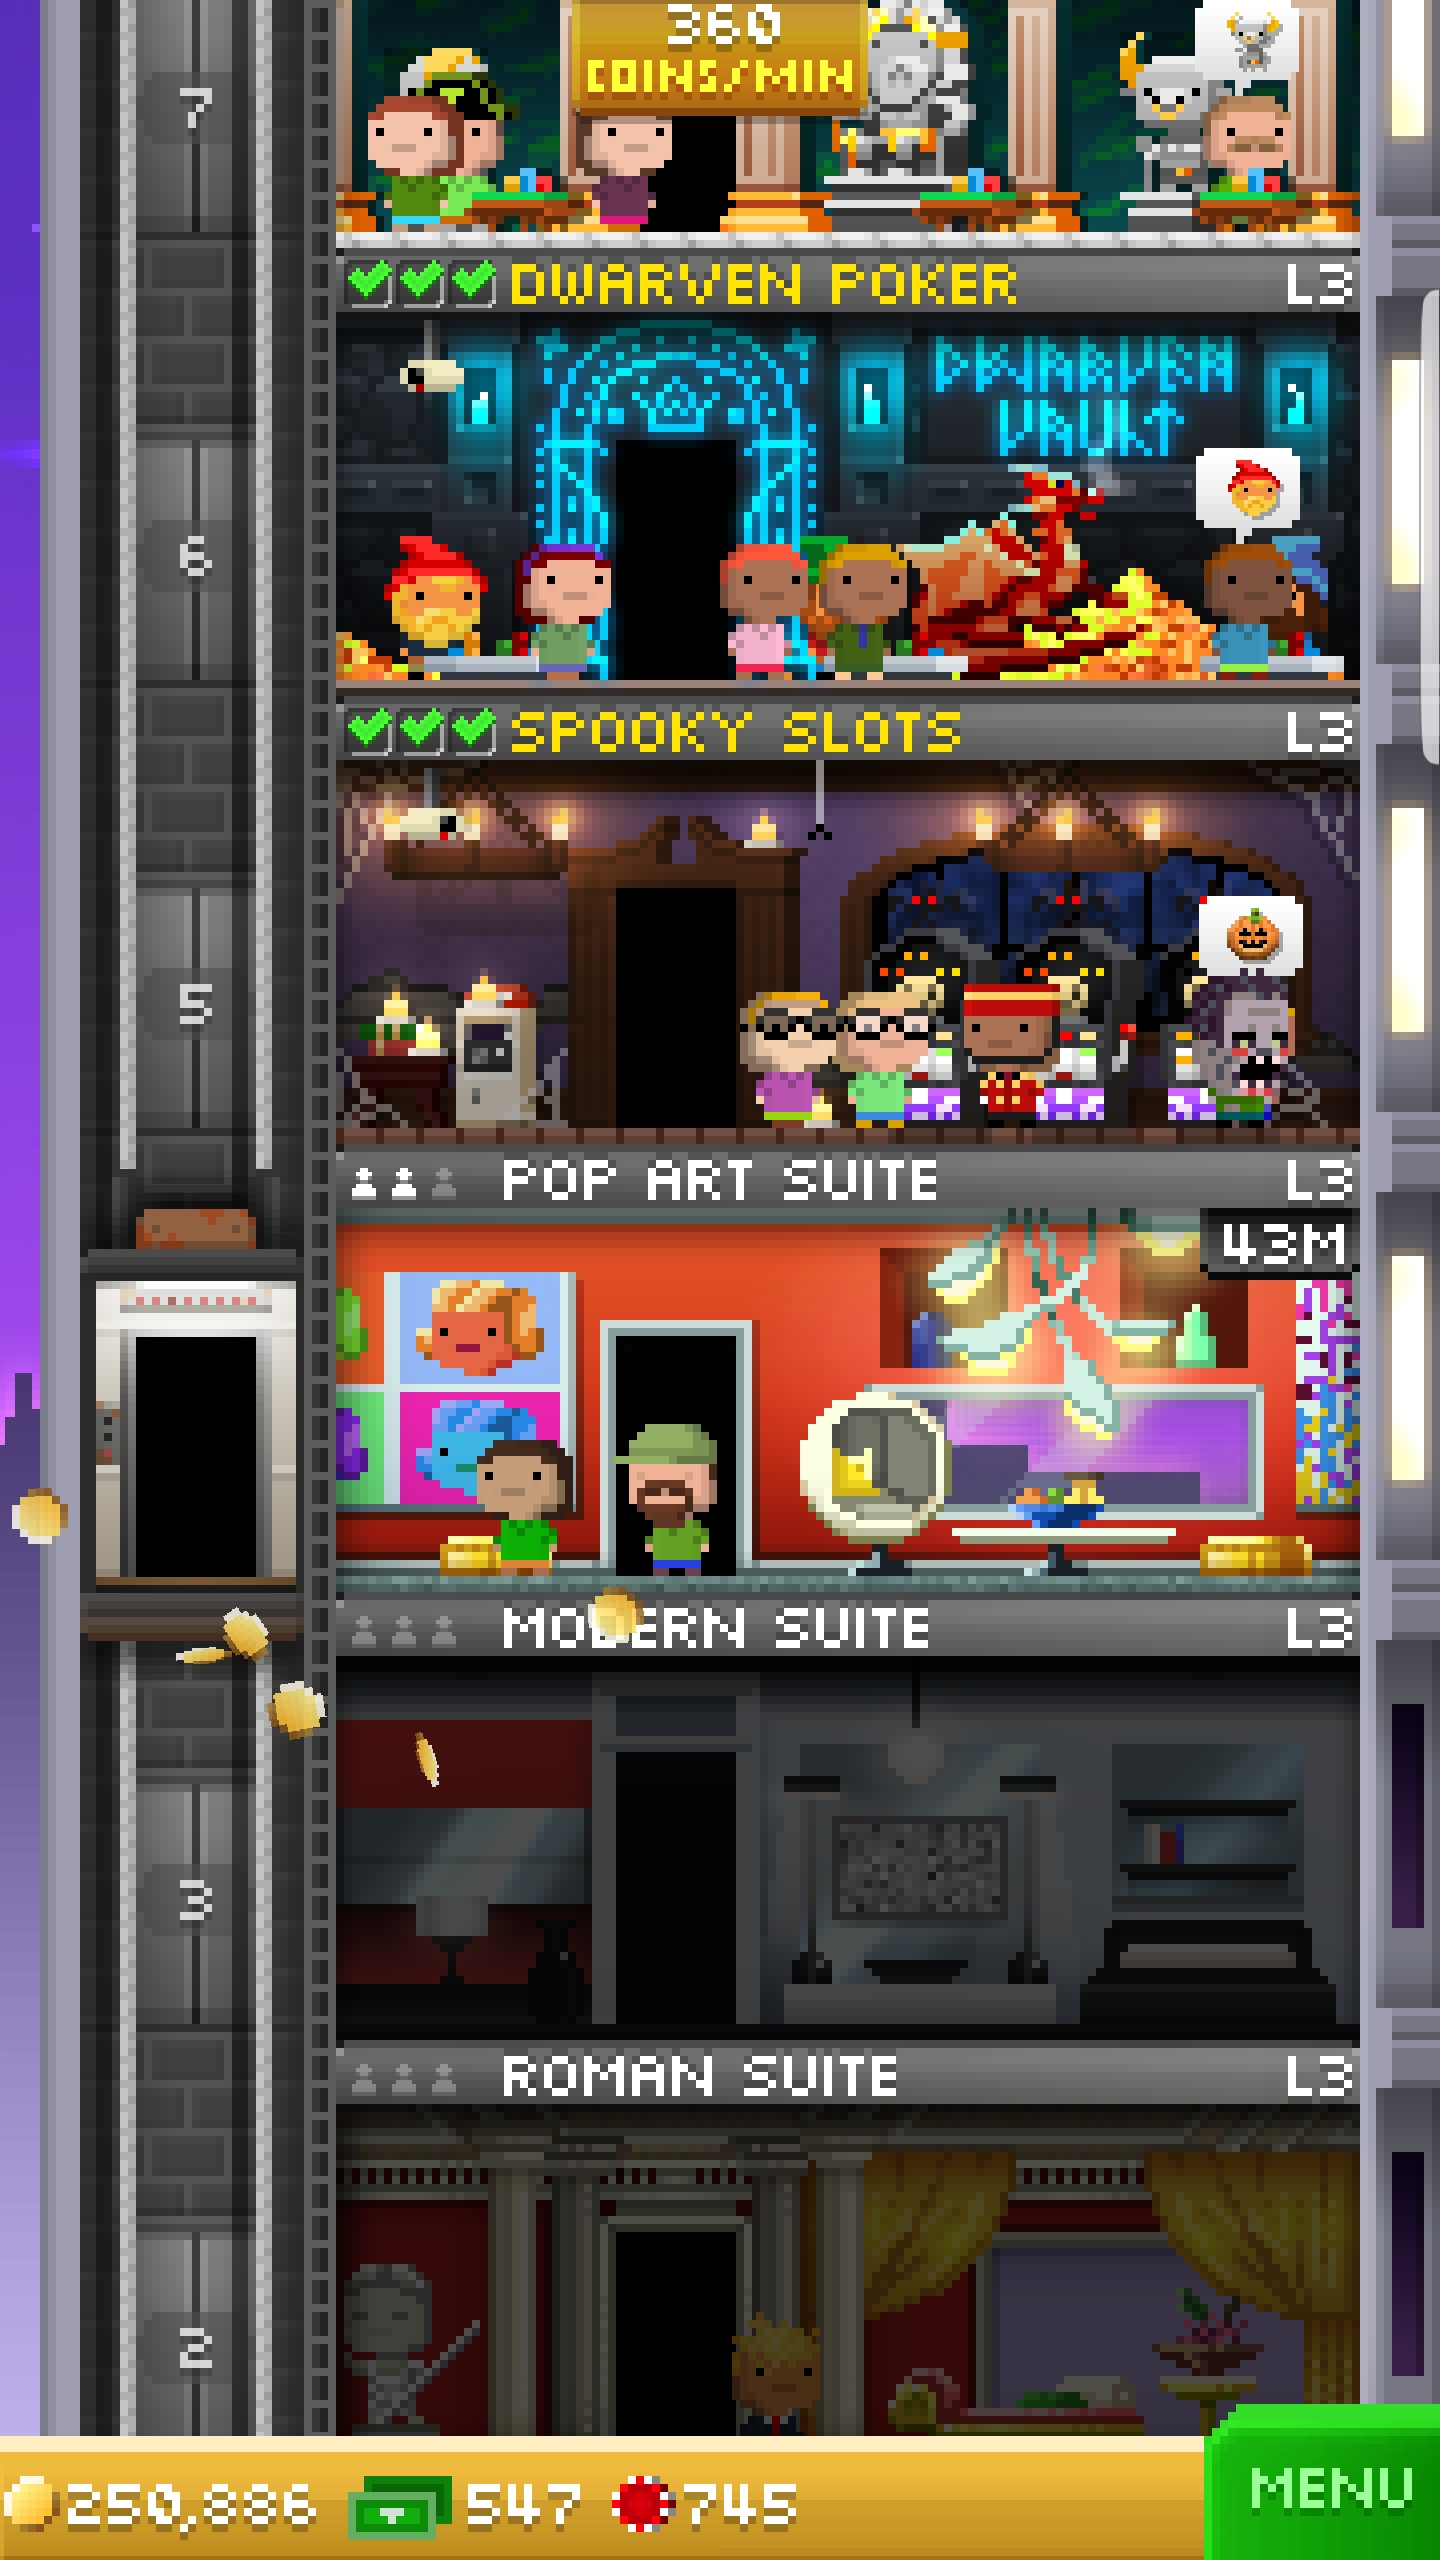 360
COINS/MIN
7
DWARVEN POKER L3
DWARVEN
VAULT
6
SPOOKY SLOTS L3
5
POP ART SUITE L3
43M
MODERN SUITE L3
3
ROMAN SUITE L3
2
250,886 547 745
MENU